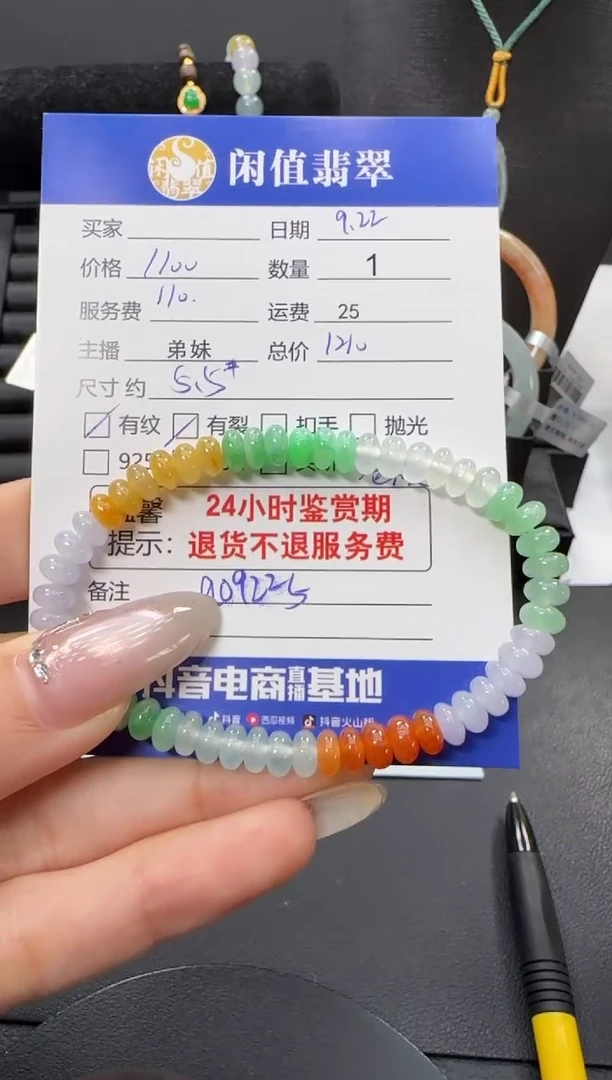 闲值翡翠
买家 日期 9.22
价格 1100 数量 1
服务费 110. 运费 25
主播 弟妹 总价 1210
尺寸 约 5.5#
有纹 有裂 扣手 抛光
925
馨 24小时鉴赏期
提示: 退货不退服务费
备注 009225
抖音电商直播基地
抖音 西瓜视频 抖音火山版